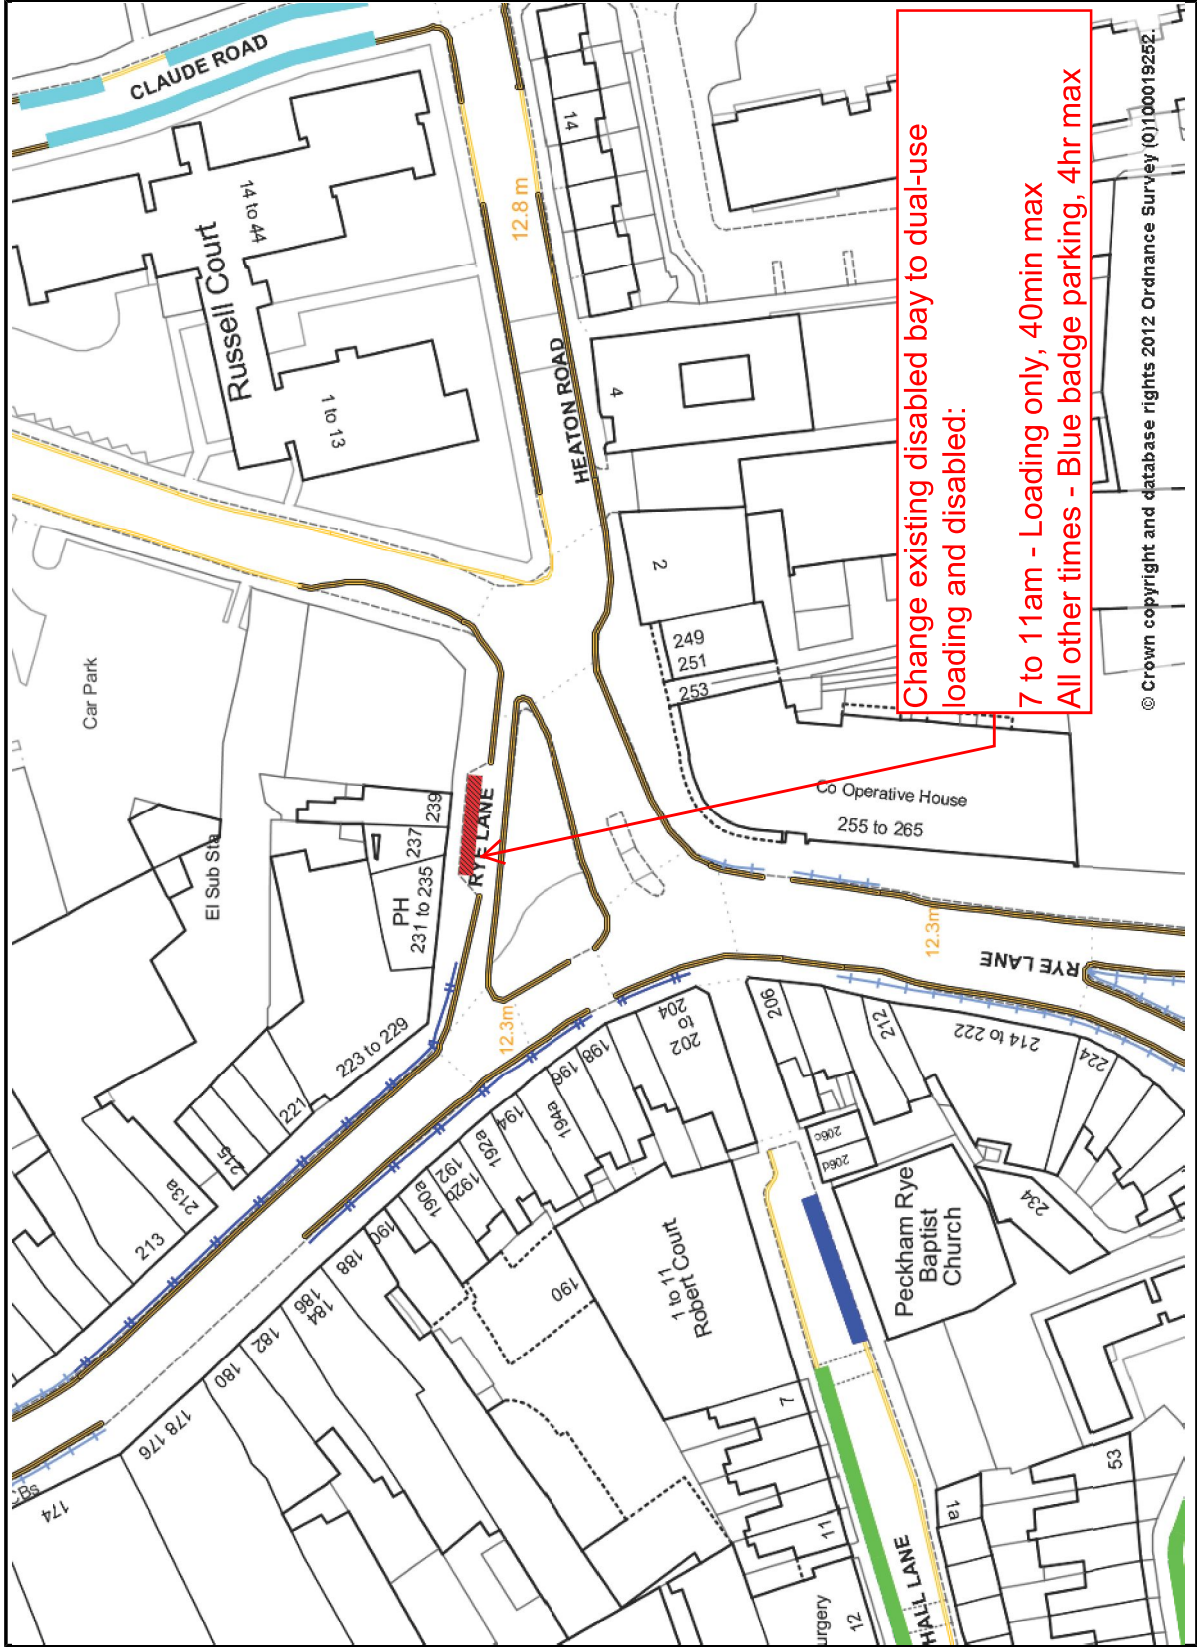 CLAUDE ROAD
14 to 44
Russell Court
1 to 13
12.8 m
14
HEATON ROAD
4
2
249
251
253
Change existing disabled bay to dual-use
loading and disabled:
7 to 11am - Loading only, 40min max
All other times - Blue badge parking, 4hr max
© Crown copyright and database rights 2012 Ordnance Survey (0)100019252.
Car Park
El Sub Sta
239
237
PH
231 to 235
RYE LANE
Co Operative House
255 to 265
12.3m
RYE LANE
12.3m
223 to 229
221
215
213a
213
204
to
202
206
212
214 to 222
224
198
196
194a
194
192a
192
192b
190a
190
188
186
184
182
180
178 176
174
CBs
190
1 to 11
Robert Court
206c
206d
Peckham Rye
Baptist
Church
234
7
11
12
urgery
HALL LANE
1a
53